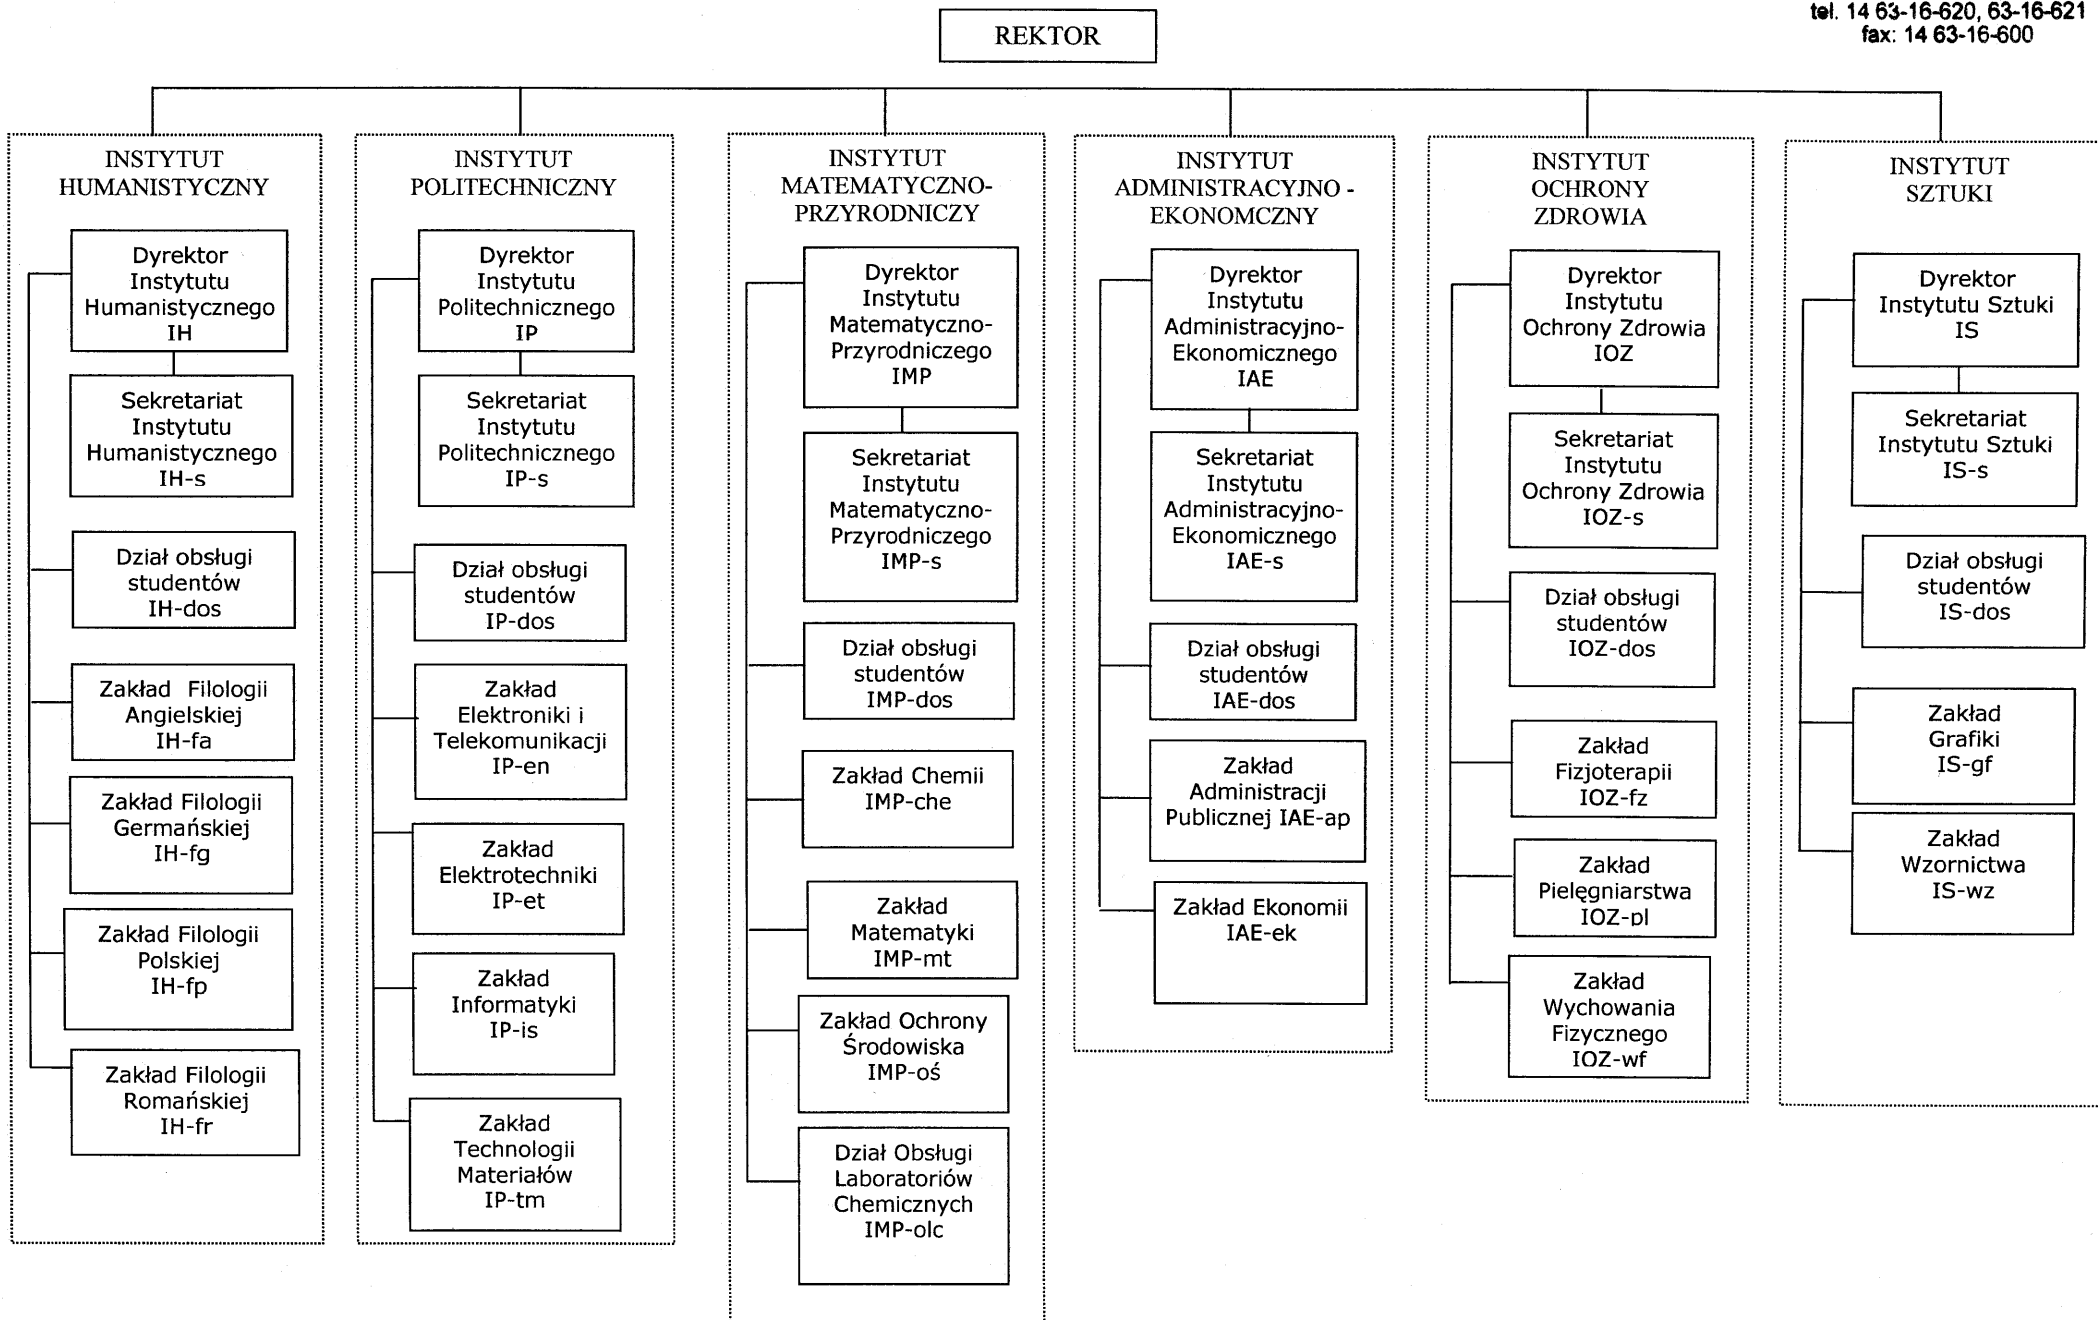 tel. 14 63-16-620, 63-16-621
fax: 14 63-16-600
REKTOR
INSTYTUT
HUMANISTYCZNY
Dyrektor
Instytutu
Humanistycznego
IH
Sekretariat
Instytutu
Humanistycznego
IH-s
Dział obsługi
studentów
IH-dos
Zakład Filologii
Angielskiej
IH-fa
Zakład Filologii
Germańskiej
IH-fg
Zakład Filologii
Polskiej
IH-fp
Zakład Filologii
Romańskiej
IH-fr
INSTYTUT
POLITECHNICZNY
Dyrektor
Instytutu
Politechnicznego
IP
Sekretariat
Instytutu
Politechnicznego
IP-s
Dział obsługi
studentów
IP-dos
Zakład
Elektroniki i
Telekomunikacji
IP-en
Zakład
Elektrotechniki
IP-et
Zakład
Informatyki
IP-is
Zakład
Technologii
Materiałów
IP-tm
INSTYTUT
MATEMATYCZNO-
PRZYRODNICZY
Dyrektor
Instytutu
Matematyczno-
Przyrodniczego
IMP
Sekretariat
Instytutu
Matematyczno-
Przyrodniczego
IMP-s
Dział obsługi
studentów
IMP-dos
Zakład Chemii
IMP-che
Zakład
Matematyki
IMP-mt
Zakład Ochrony
Środowiska
IMP-oś
Dział Obsługi
Laboratoriów
Chemicznych
IMP-olc
INSTYTUT
ADMINISTRACYJNO -
EKONOMCZNY
Dyrektor
Instytutu
Administracyjno-
Ekonomicznego
IAE
Sekretariat
Instytutu
Administracyjno-
Ekonomicznego
IAE-s
Dział obsługi
studentów
IAE-dos
Zakład
Administracji
Publicznej IAE-ap
Zakład Ekonomii
IAE-ek
INSTYTUT
OCHRONY
ZDROWIA
Dyrektor
Instytutu
Ochrony Zdrowia
IOZ
Sekretariat
Instytutu
Ochrony Zdrowia
IOZ-s
Dział obsługi
studentów
IOZ-dos
Zakład
Fizjoterapii
IOZ-fz
Zakład
Pielęgniarstwa
IOZ-pl
Zakład
Wychowania
Fizycznego
IOZ-wf
INSTYTUT
SZTUKI
Dyrektor
Instytutu Sztuki
IS
Sekretariat
Instytutu Sztuki
IS-s
Dział obsługi
studentów
IS-dos
Zakład
Grafiki
IS-gf
Zakład
Wzornictwa
IS-wz